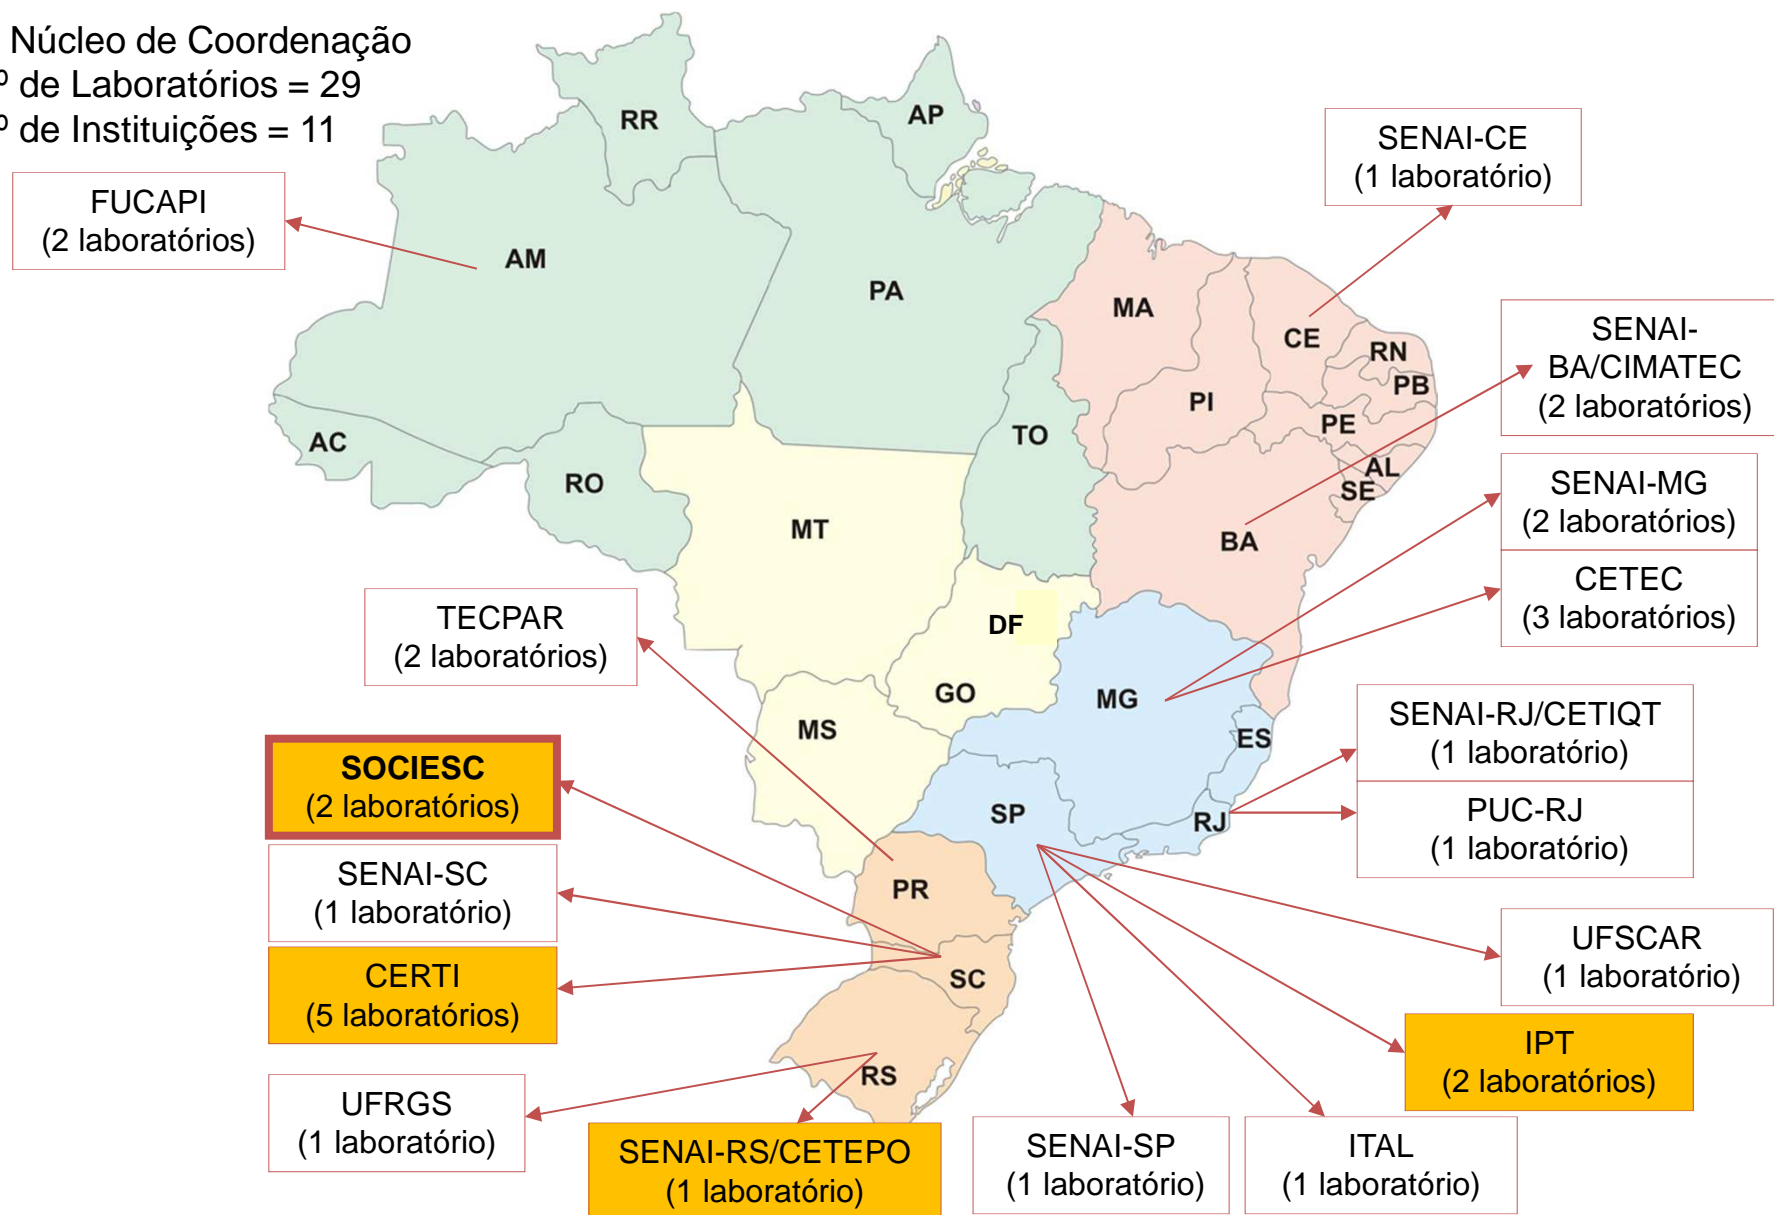 Núcleo de Coordenação
º de Laboratórios = 29
º de Instituições = 11
FUCAPI
(2 laboratórios)
SENAI-CE
(1 laboratório)
SENAI-
BA/CIMATEC
(2 laboratórios)
SENAI-MG
(2 laboratórios)
CETEC
(3 laboratórios)
TECPAR
(2 laboratórios)
SENAI-RJ/CETIQT
(1 laboratório)
PUC-RJ
(1 laboratório)
SOCIESC
(2 laboratórios)
SENAI-SC
(1 laboratório)
CERTI
(5 laboratórios)
UFSCAR
(1 laboratório)
IPT
(2 laboratórios)
UFRGS
(1 laboratório)
SENAI-RS/CETEPO
(1 laboratório)
SENAI-SP
(1 laboratório)
ITAL
(1 laboratório)
RR
AP
AM
PA
MA
CE
RN
PB
PI
PE
AL
SE
AC
RO
TO
MT
BA
DF
GO
MG
MS
ES
SP
RJ
PR
SC
RS